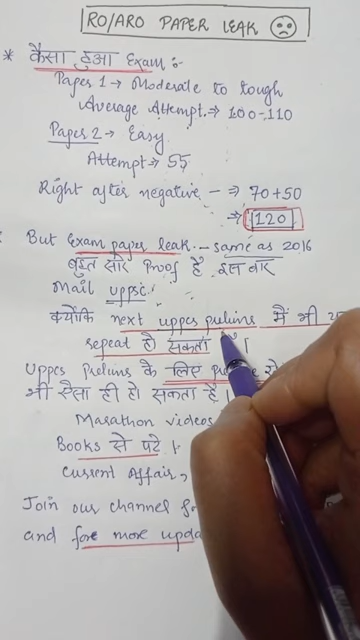 RO/ARO PAPER LEAK
* कैसा हुआ Exam :-
Paper 1 → Moderate to tough
Average Attempt. ⇒ 100-110
Paper 2 → Easy
Attempt ⇒ 55
Right after negative - ⇒ 70+50
⇒ 120
But Exam paper leak -- same as 2016
बहुत सारे Proof है इस बार
Mail uppsc.
क्योंकि next uppcs prelims में भी
repeat हो सकता
Uppcs Prelims के लिए
भी ऐसा ही हो सकता है।
Marathon videos
Books से पढे।
Current Affair,
Join our channel
and fore more upda